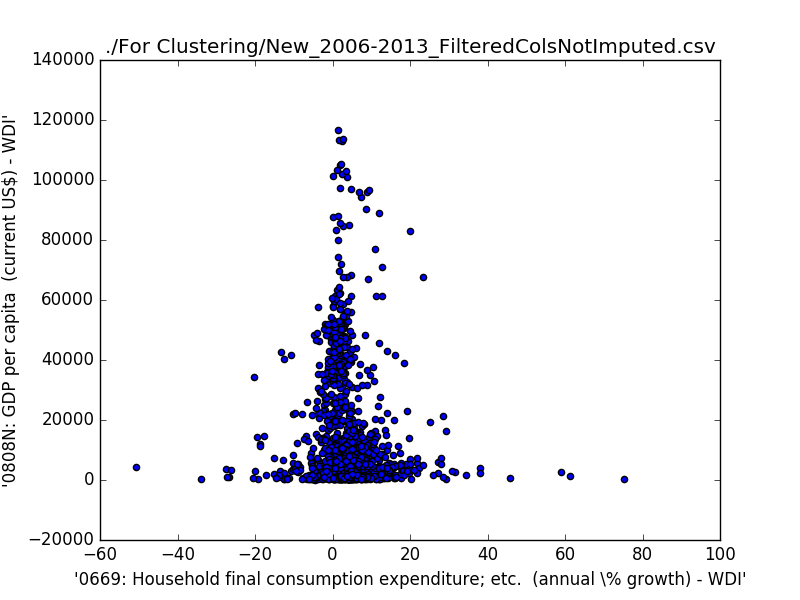 ./For Clustering/New_2006-2013_FilteredColsNotImputed.csv
140000
120000
100000
80000
60000
40000
20000
0
−20000
'0808N: GDP per capita  (current US$) - WDI'
−60 −40 −20 0 20 40 60 80 100
'0669: Household final consumption expenditure; etc.  (annual \% growth) - WDI'